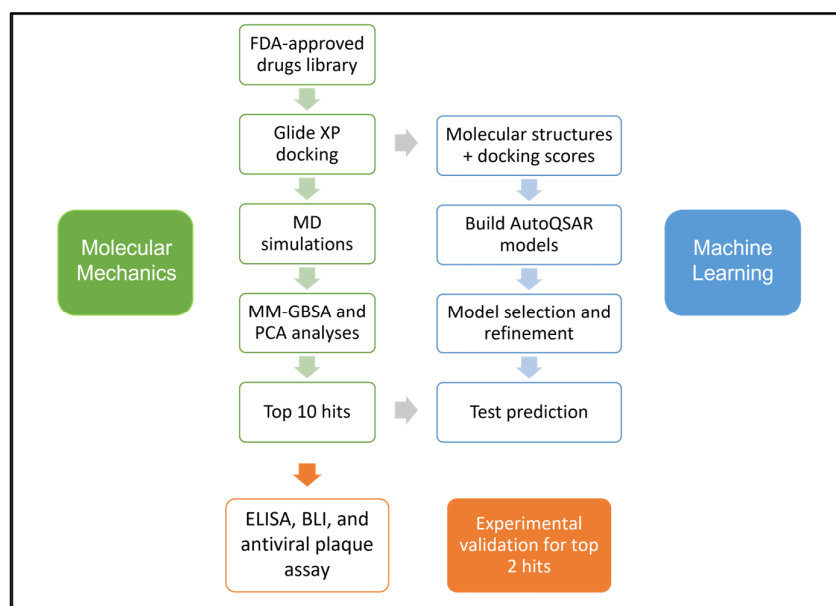 FDA-approved
drugs library
Glide XP
docking
Molecular structures
+ docking scores
MD
simulations
Build AutoQSAR
models
Molecular
Mechanics
Machine
Learning
MM-GBSA and
PCA analyses
Model selection and
refinement
Top 10 hits
Test prediction
ELISA, BLI, and
antiviral plaque
assay
Experimental
validation for top
2 hits